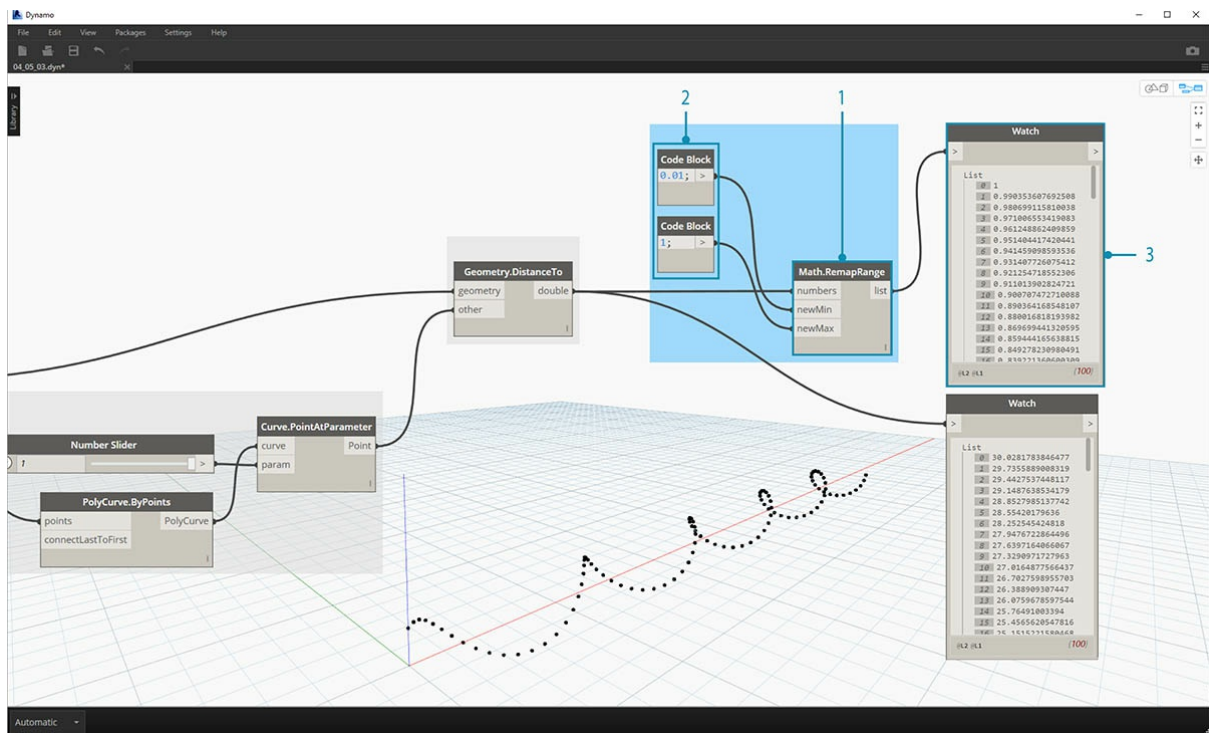 Dynamo
File Edit View Packages Settings Help
04_05_03.dyn*
Library
2
1
3
Code Block
0.01; >
Code Block
1; >
Math.RemapRange
numbers list
newMin
newMax
Geometry.DistanceTo
geometry double
other
Curve.PointAtParameter
curve Point
param
Number Slider
1 >
PolyCurve.ByPoints
points PolyCurve
connectLastToFirst
Watch
> >
List
0 1
1 0.990353607692508
2 0.980699115810038
3 0.971006553419083
4 0.961248862409859
5 0.951404417420441
6 0.941459098593536
7 0.931407726075412
8 0.921254718552306
9 0.911013902824721
10 0.900707472710088
11 0.890364168548107
12 0.880016818193982
13 0.869699441320595
14 0.859444165638815
15 0.849278230980491
16 0.839221360600309
@L2 @L1 {100}
Watch
> >
List
0 30.0281783846477
1 29.7355889008319
2 29.4427537448117
3 29.1487638534179
4 28.8527985137742
5 28.55420179636
6 28.252545424818
7 27.9476722864496
8 27.6397164066067
9 27.3290971727963
10 27.0164877566437
11 26.7027598955703
12 26.388909307447
13 26.0759678597544
14 25.76491003394
15 25.4565620547816
16 25.1515221580468
@L2 @L1 {100}
Automatic